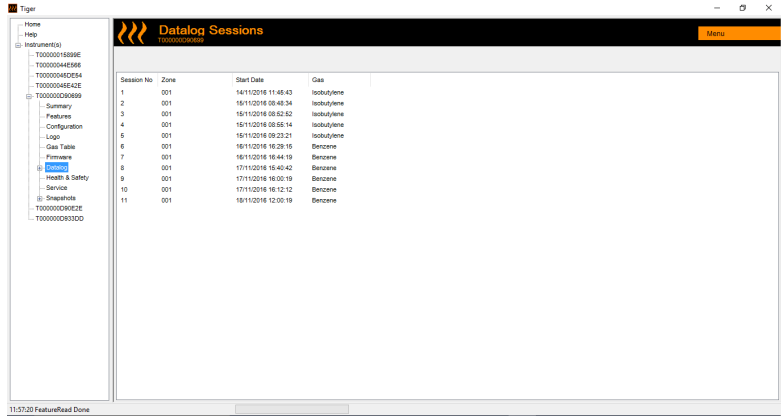 Tiger
Home
Help
Instrument(s)
T00000015899E
T00000044E566
T00000045DE54
T00000045E42E
T000000D90699
Summary
Features
Configuration
Logo
Gas Table
Firmware
Datalog
Health & Safety
Service
Snapshots
T000000D90E2E
T000000D933DD
Datalog Sessions
T000000D90699
Menu
Session No Zone Start Date Gas
1 001 14/11/2016 11:45:43 Isobutylene
2 001 15/11/2016 08:48:34 Isobutylene
3 001 15/11/2016 08:52:52 Isobutylene
4 001 15/11/2016 08:55:14 Isobutylene
5 001 15/11/2016 09:23:21 Isobutylene
6 001 16/11/2016 16:29:16 Benzene
7 001 16/11/2016 16:44:19 Benzene
8 001 17/11/2016 15:40:42 Benzene
9 001 17/11/2016 16:00:19 Benzene
10 001 17/11/2016 16:12:12 Benzene
11 001 18/11/2016 12:00:19 Benzene
11:57:20 FeatureRead Done